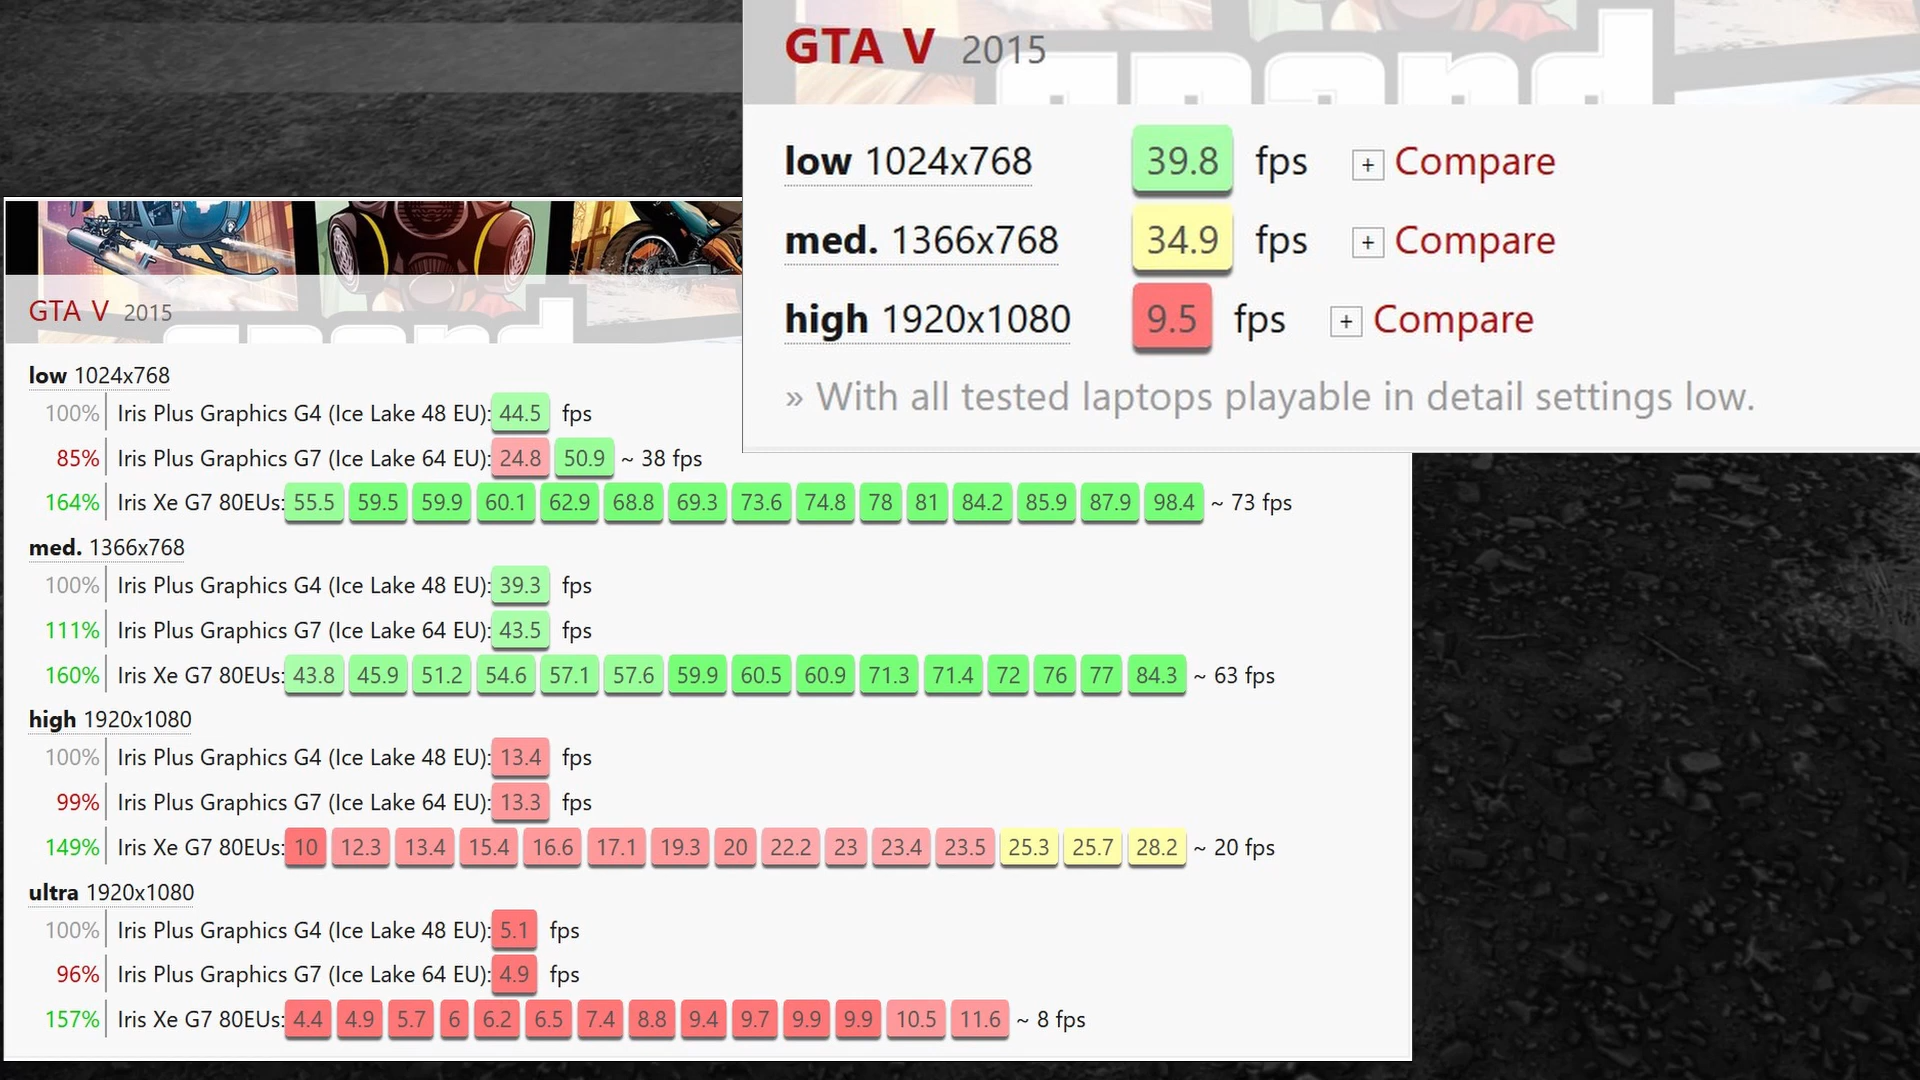 GTA V 2015
low 1024x768 39.8 fps + Compare
med. 1366x768 34.9 fps + Compare
high 1920x1080 9.5 fps + Compare
» With all tested laptops playable in detail settings low.
GTA V 2015
low 1024x768
100% Iris Plus Graphics G4 (Ice Lake 48 EU): 44.5 fps
85% Iris Plus Graphics G7 (Ice Lake 64 EU): 24.8 50.9 ~ 38 fps
164% Iris Xe G7 80EUs: 55.5 59.5 59.9 60.1 62.9 68.8 69.3 73.6 74.8 78 81 84.2 85.9 87.9 98.4 ~ 73 fps
med. 1366x768
100% Iris Plus Graphics G4 (Ice Lake 48 EU): 39.3 fps
111% Iris Plus Graphics G7 (Ice Lake 64 EU): 43.5 fps
160% Iris Xe G7 80EUs: 43.8 45.9 51.2 54.6 57.1 57.6 59.9 60.5 60.9 71.3 71.4 72 76 77 84.3 ~ 63 fps
high 1920x1080
100% Iris Plus Graphics G4 (Ice Lake 48 EU): 13.4 fps
99% Iris Plus Graphics G7 (Ice Lake 64 EU): 13.3 fps
149% Iris Xe G7 80EUs: 10 12.3 13.4 15.4 16.6 17.1 19.3 20 22.2 23 23.4 23.5 25.3 25.7 28.2 ~ 20 fps
ultra 1920x1080
100% Iris Plus Graphics G4 (Ice Lake 48 EU): 5.1 fps
96% Iris Plus Graphics G7 (Ice Lake 64 EU): 4.9 fps
157% Iris Xe G7 80EUs: 4.4 4.9 5.7 6 6.2 6.5 7.4 8.8 9.4 9.7 9.9 9.9 10.5 11.6 ~ 8 fps